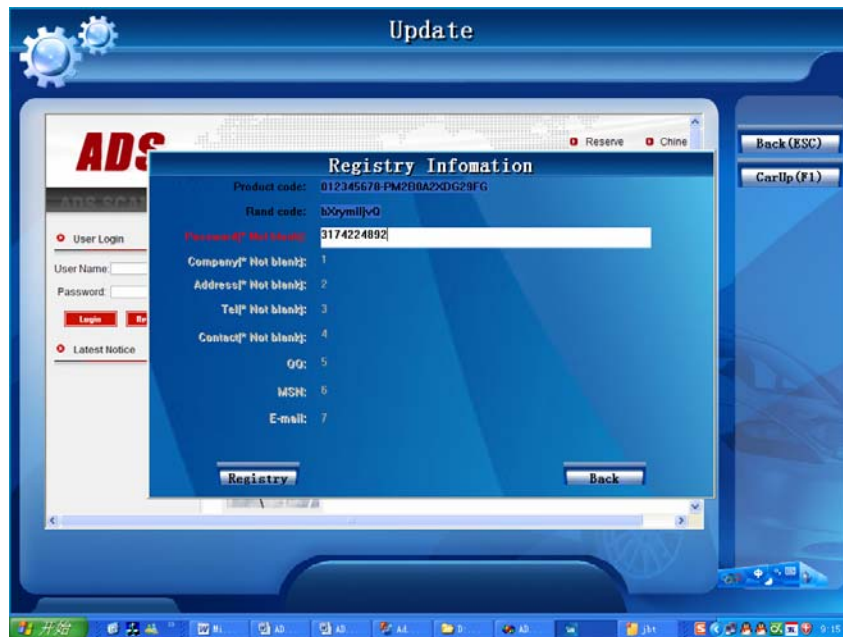 Update
ADS
Reserve
Chine
Back(ESC)
CarUp(F1)
Registry Infomation
Product code: 012345678-PM2B0A2XDG29FG
Rand code:
Password(* Not blank): 3174224892
Company(* Not blank): 1
Address(* Not blank): 2
Tel(* Not blank): 3
Contact(* Not blank): 4
QQ: 5
MSN: 6
E-mail: 7
Registry
Back
User Login
User Name:
Password:
Login
Latest Notice
开始
jbt
9:15